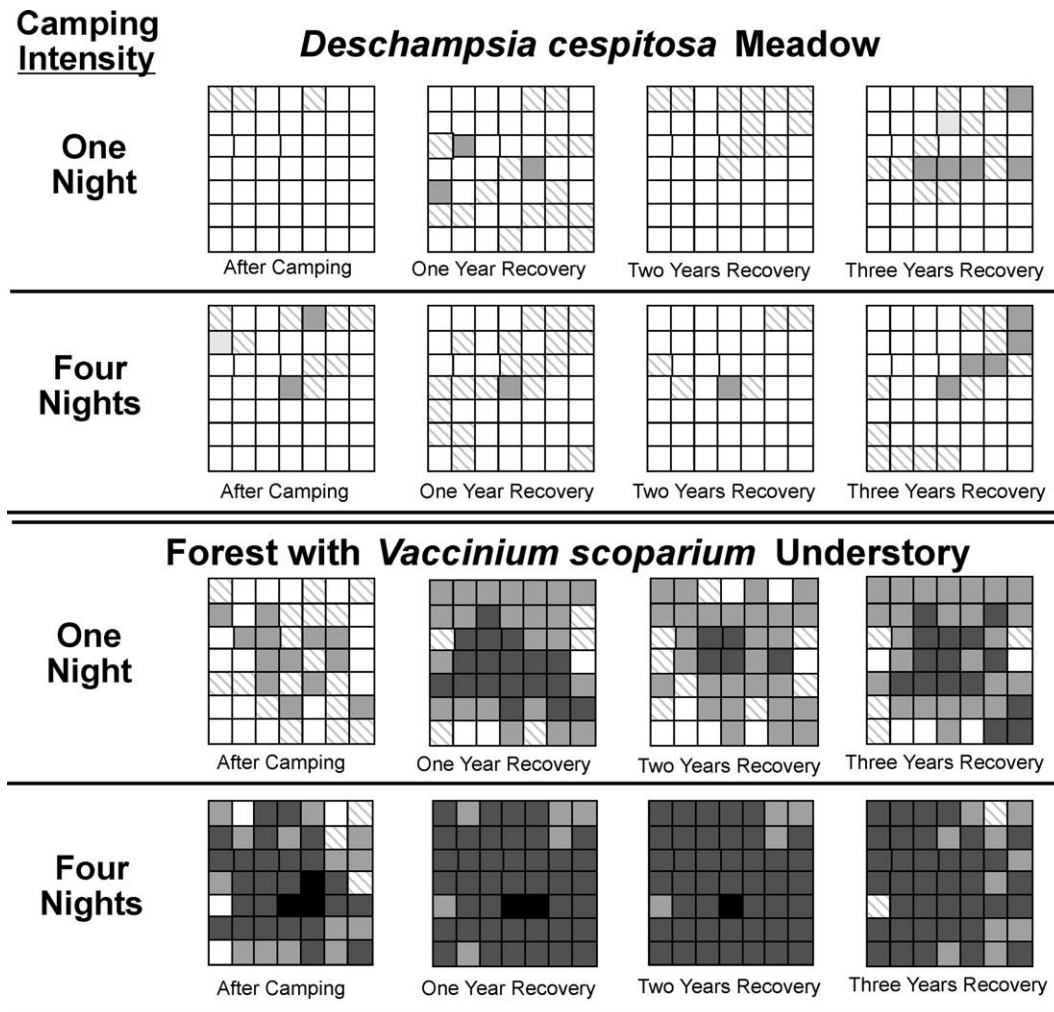 Camping
Intensity
Deschampsia cespitosa Meadow
One
Night
After Camping
One Year Recovery
Two Years Recovery
Three Years Recovery
Four
Nights
After Camping
One Year Recovery
Two Years Recovery
Three Years Recovery
Forest with Vaccinium scoparium Understory
One
Night
After Camping
One Year Recovery
Two Years Recovery
Three Years Recovery
Four
Nights
After Camping
One Year Recovery
Two Years Recovery
Three Years Recovery